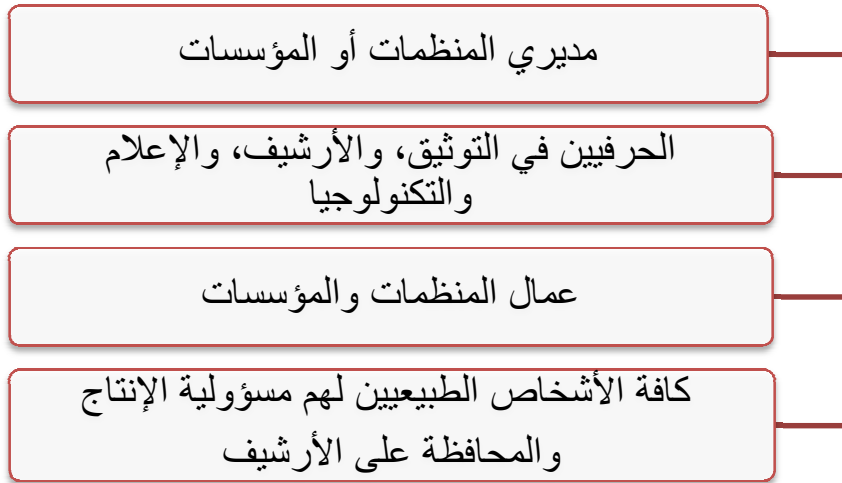 مديري المنظمات أو المؤسسات
الحرفيين في التوثيق، والأرشيف، والإعلام
والتكنولوجيا
عمال المنظمات والمؤسسات
كافة الأشخاص الطبيعيين لهم مسؤولية الإنتاج
والمحافظة على الأرشيف